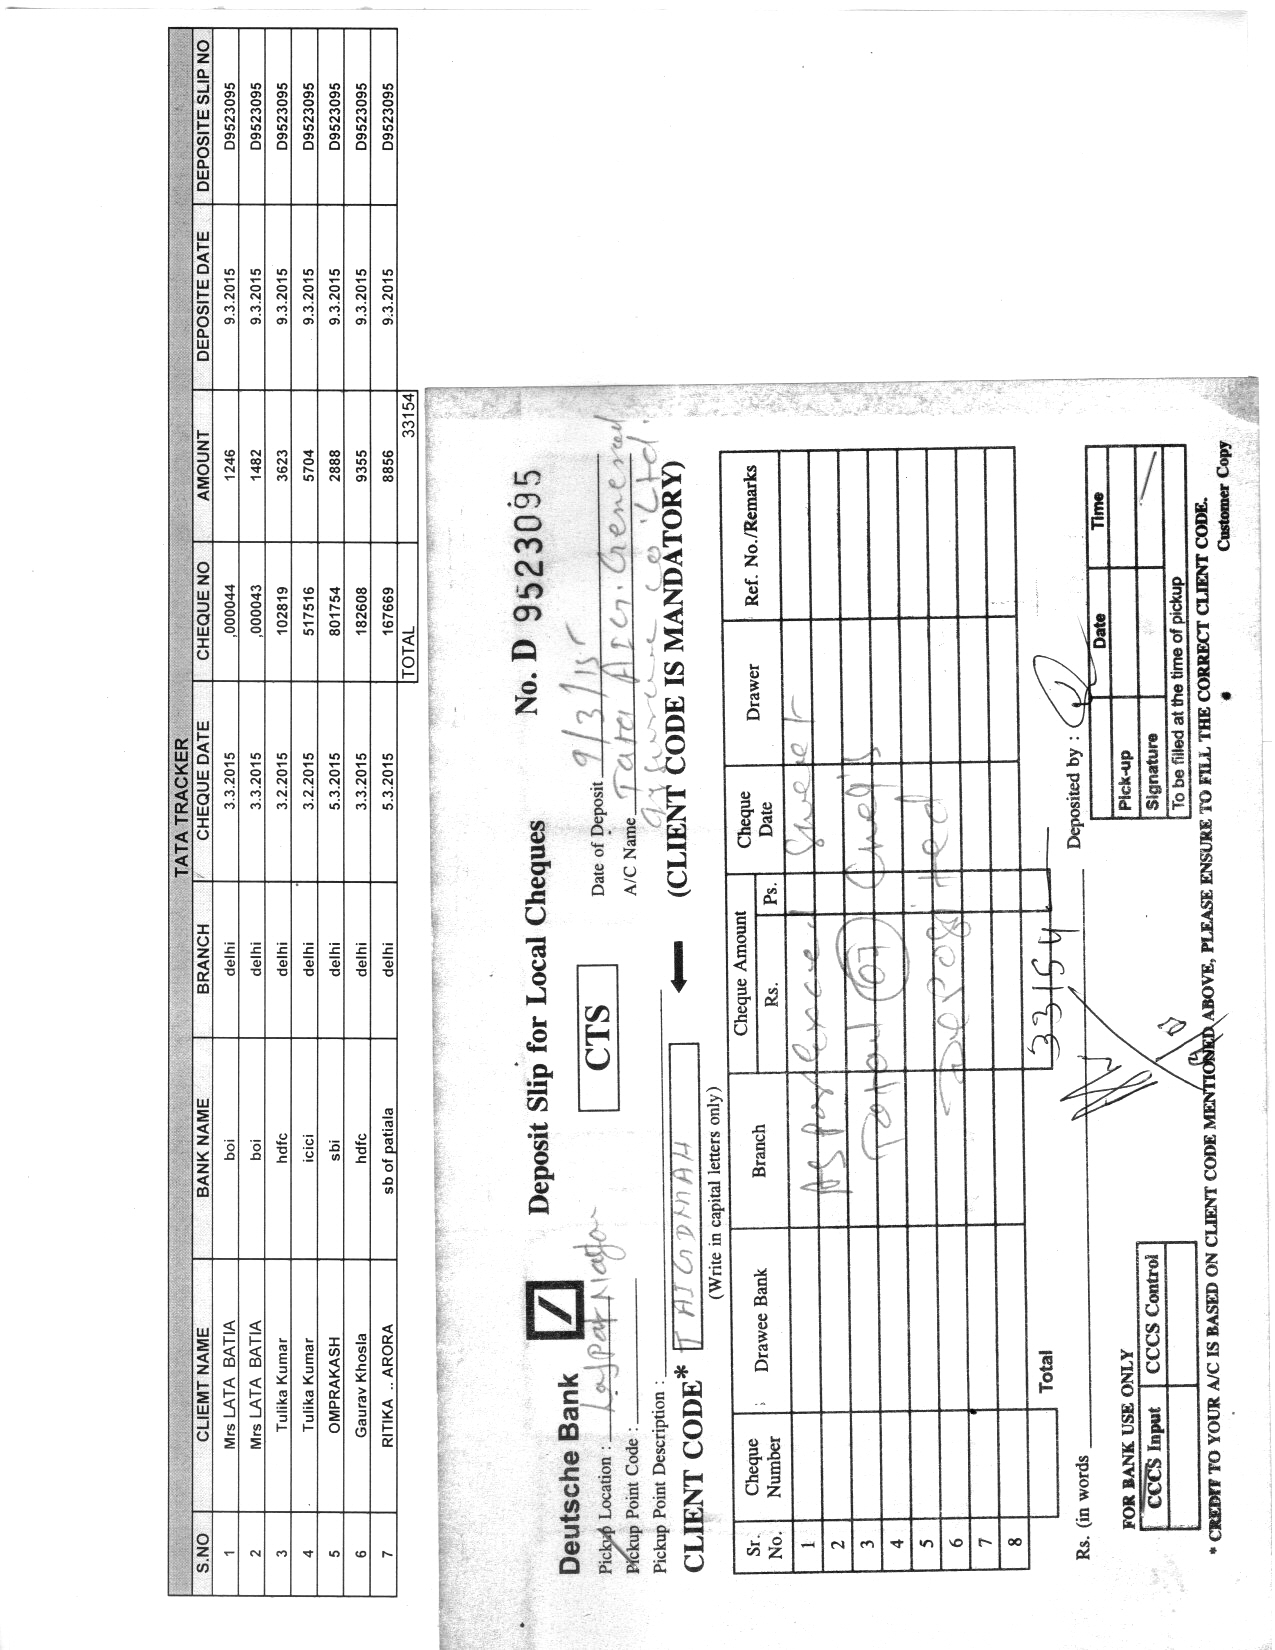 TATA TRACKER
S.NO CLIEMT NAME BANK NAME BRANCH CHEQUE DATE CHEQUE NO AMOUNT DEPOSITE DATE DEPOSITE SLIP NO
1 Mrs LATA BATIA boi delhi 3.3.2015 ,000044 1246 9.3.2015 D9523095
2 Mrs LATA BATIA boi delhi 3.3.2015 ,000043 1482 9.3.2015 D9523095
3 Tulika Kumar hdfc delhi 3.2.2015 102819 3623 9.3.2015 D9523095
4 Tulika Kumar icici delhi 3.2.2015 517516 5704 9.3.2015 D9523095
5 OMPRAKASH sbi delhi 5.3.2015 801754 2888 9.3.2015 D9523095
6 Gaurav Khosla hdfc delhi 3.3.2015 182608 9355 9.3.2015 D9523095
7 RITIKA .. ARORA sb of patiala delhi 5.3.2015 167669 8856 9.3.2015 D9523095
TOTAL 33154
Deutsche Bank Deposit Slip for Local Cheques No. D 9523095
Pickup Location : Lajpat Nagar CTS Date of Deposit 9/3/15
Pickup Point Code : A/C Name Tata AIG. General
Pickup Point Description : Co Ltd.
CLIENT CODE* TAIGDMAH (CLIENT CODE IS MANDATORY)
(Write in capital letters only)
Sr. No. Cheque Number Drawee Bank Branch Cheque Amount Rs. Ps. Cheque Date Drawer Ref. No./Remarks
1 As per excel sheet
2
3 Total 07 Cheq's
4
5
6 Deposited
7
8
Total 33154
Rs. (in words Deposited by :
FOR BANK USE ONLY
CCCS Input CCCS Control
Date Time
Pick-up
Signature
To be filled at the time of pickup
* CREDIT TO YOUR A/C IS BASED ON CLIENT CODE MENTIONED ABOVE, PLEASE ENSURE TO FILL THE CORRECT CLIENT CODE.
Customer Copy